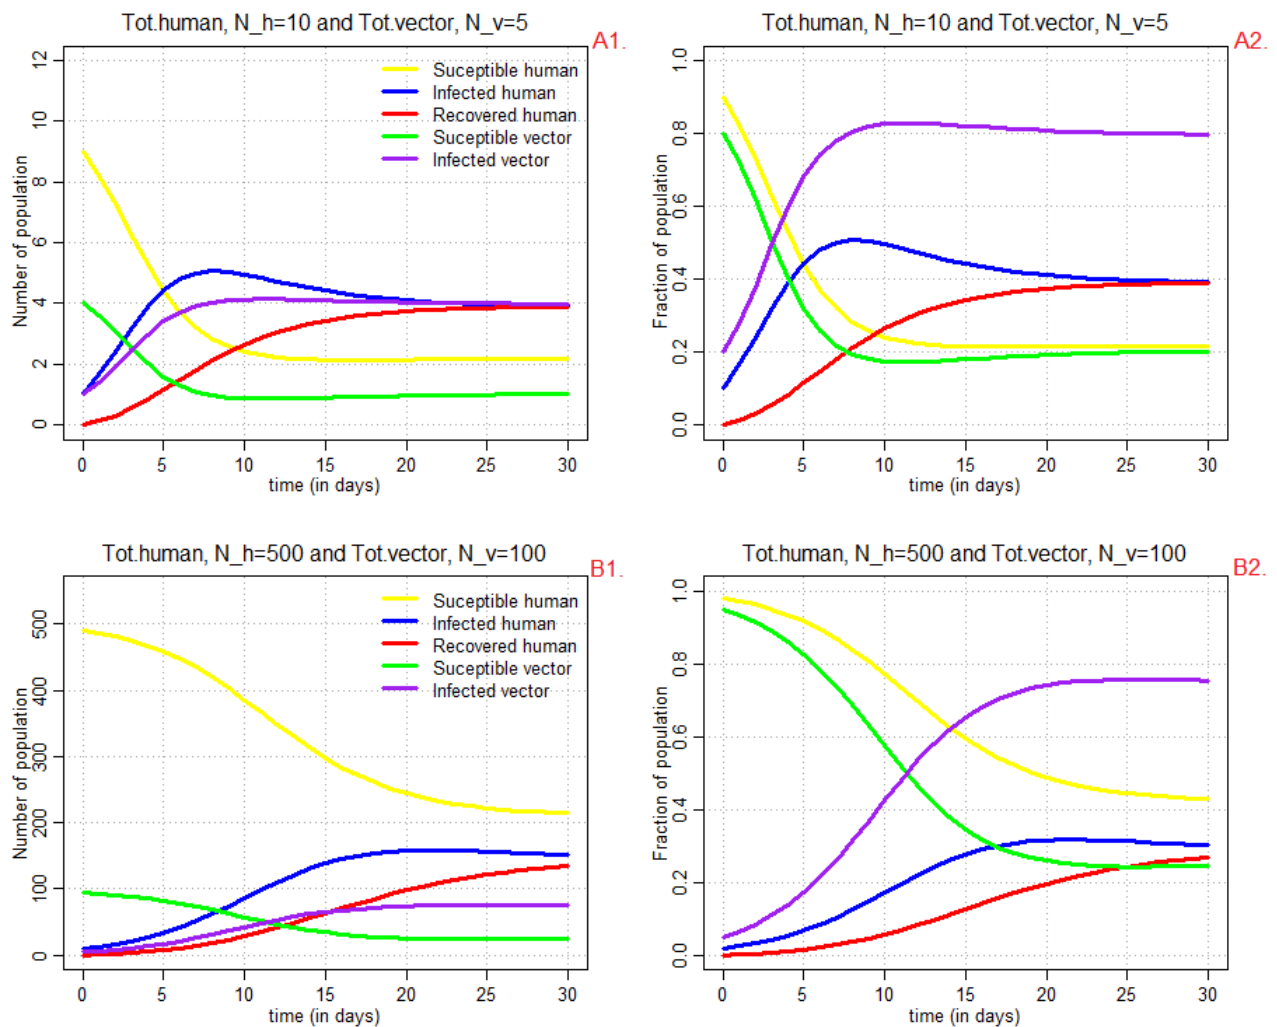 Tot.human, N_h=10 and Tot.vector, N_v=5
A1.
Number of population
12
10
8
6
4
2
0
Suceptible human
Infected human
Recovered human
Suceptible vector
Infected vector
0 5 10 15 20 25 30
time (in days)
Tot.human, N_h=10 and Tot.vector, N_v=5
A2.
Fraction of population
1.0
0.8
0.6
0.4
0.2
0.0
0 5 10 15 20 25 30
time (in days)
Tot.human, N_h=500 and Tot.vector, N_v=100
B1.
Number of population
500
400
300
200
100
0
Suceptible human
Infected human
Recovered human
Suceptible vector
Infected vector
0 5 10 15 20 25 30
time (in days)
Tot.human, N_h=500 and Tot.vector, N_v=100
B2.
Fraction of population
1.0
0.8
0.6
0.4
0.2
0.0
0 5 10 15 20 25 30
time (in days)